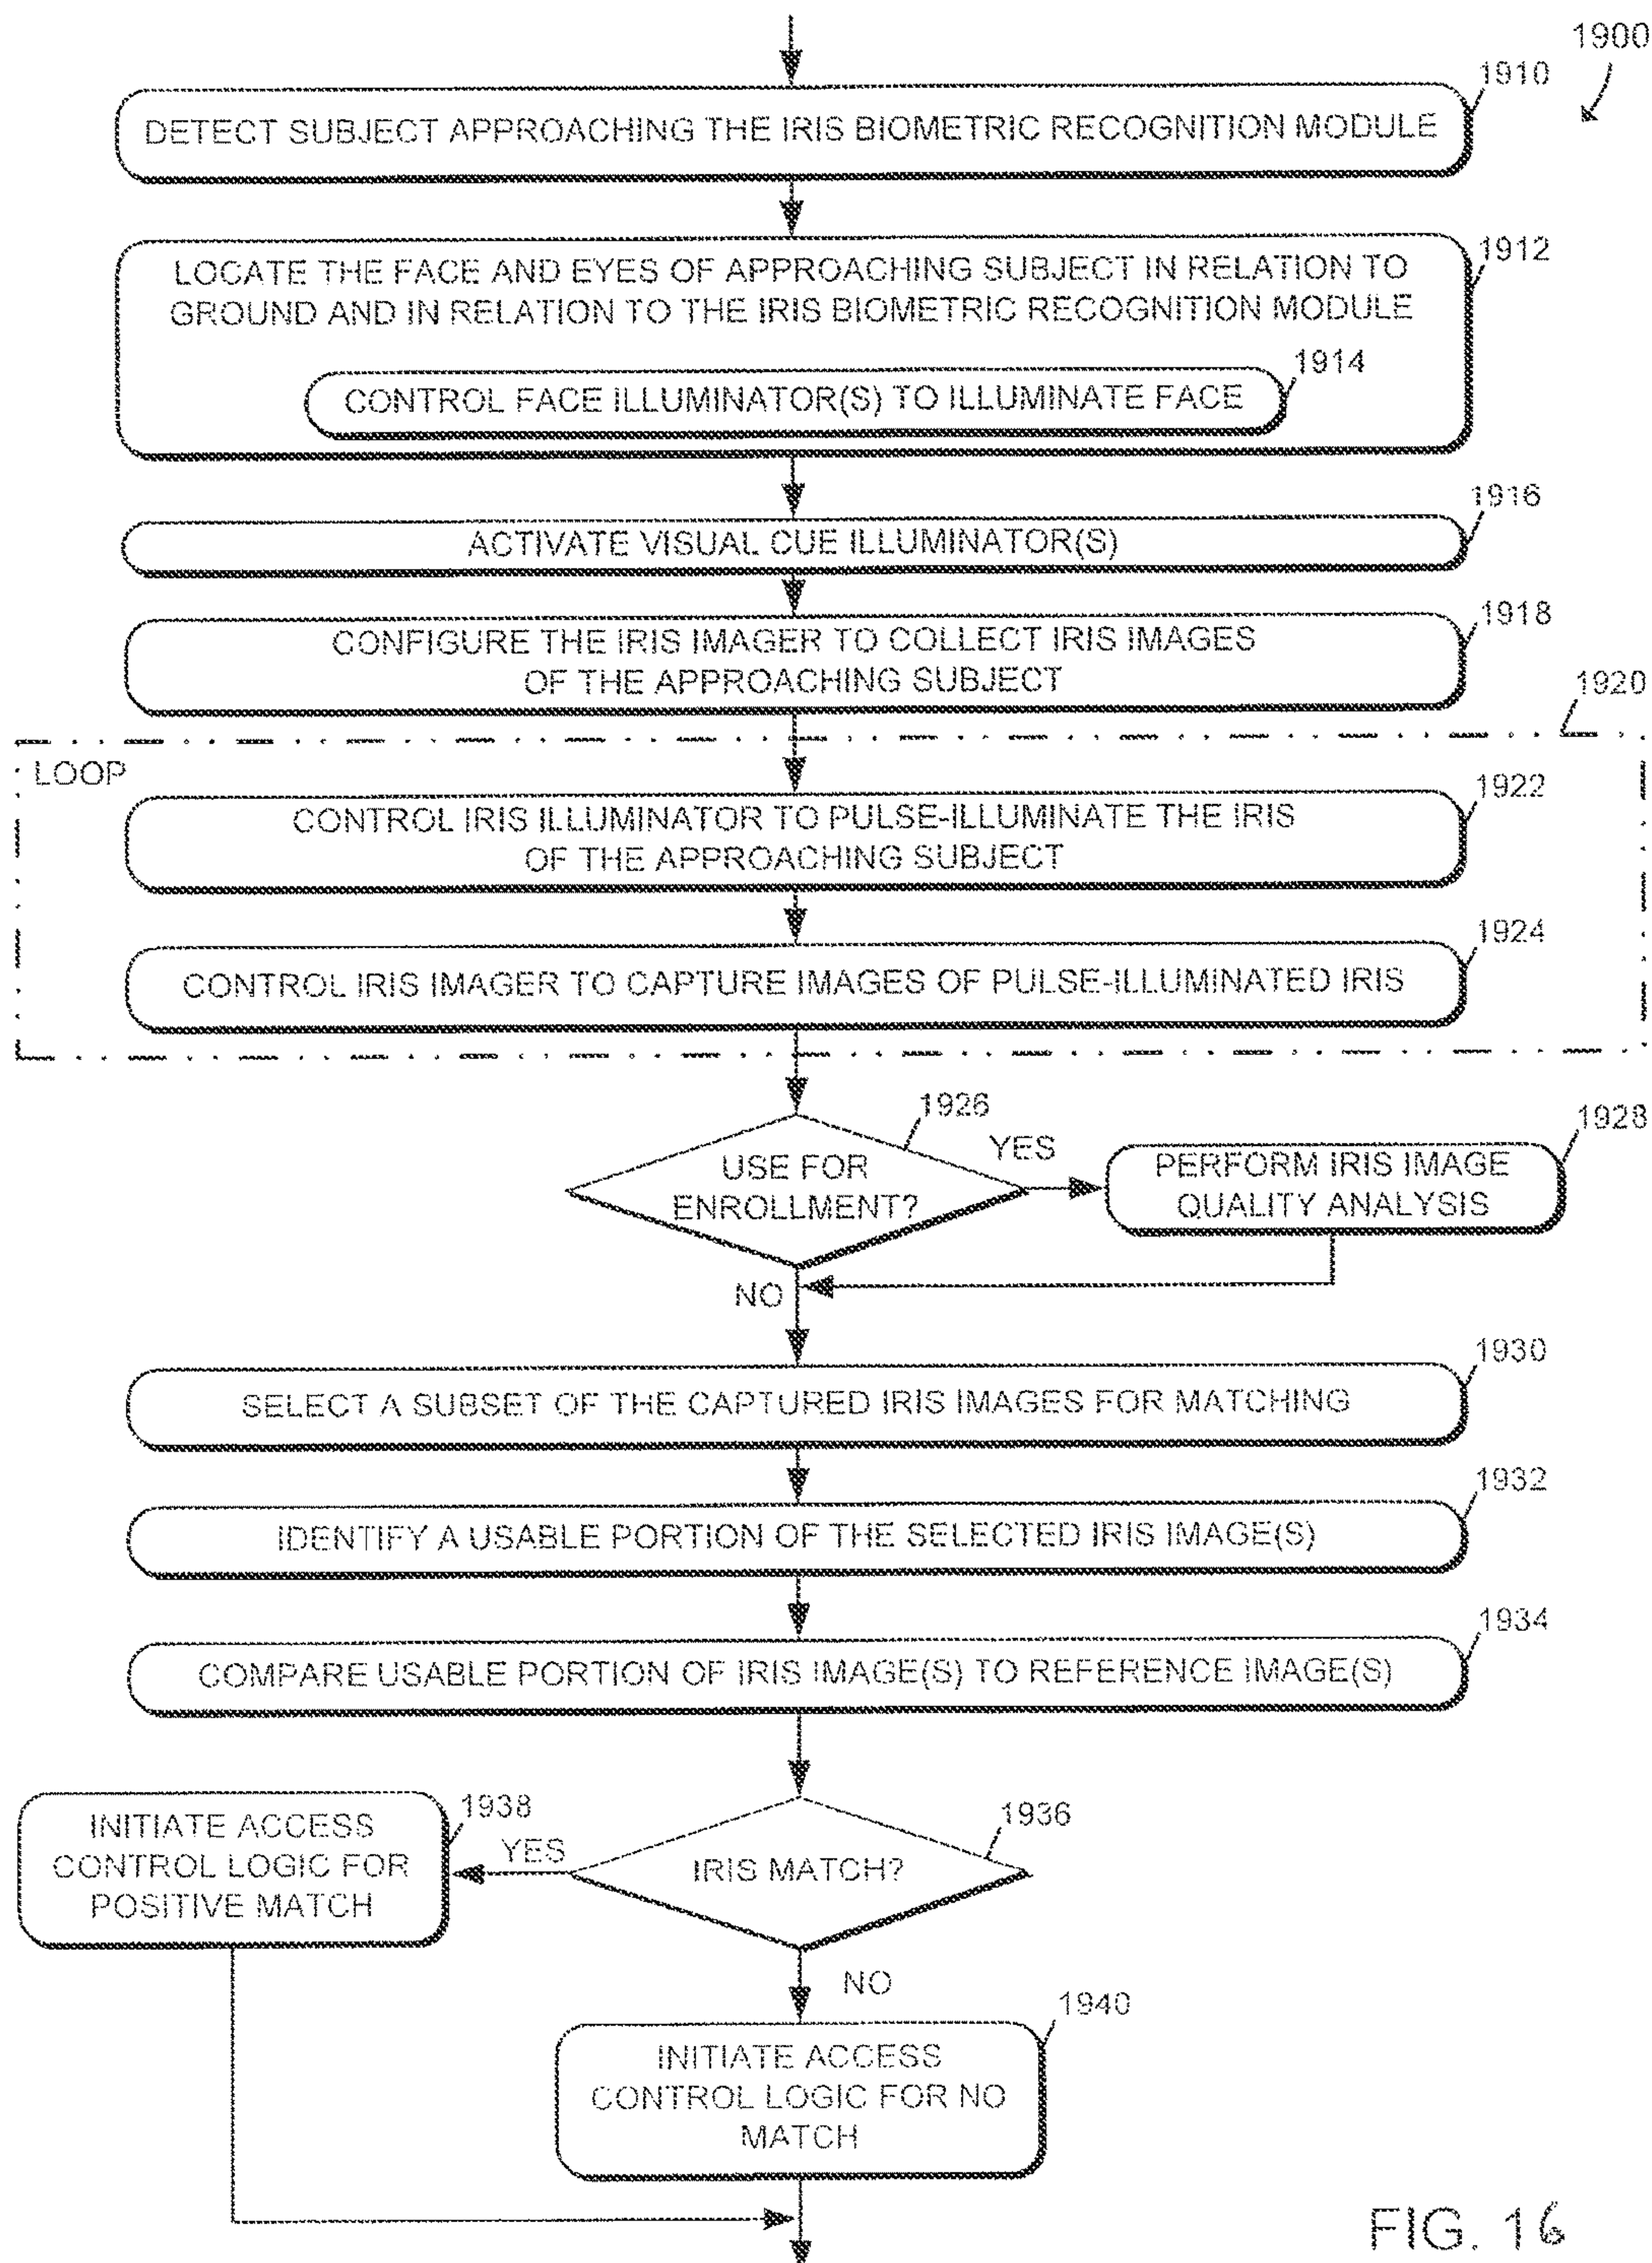 1900
1910
DETECT SUBJECT APPROACHING THE IRIS BIOMETRIC RECOGNITION MODULE
1912
LOCATE THE FACE AND EYES OF APPROACHING SUBJECT IN RELATION TO
GROUND AND IN RELATION TO THE IRIS BIOMETRIC RECOGNITION MODULE
1914
CONTROL FACE ILLUMINATOR(S) TO ILLUMINATE FACE
1916
ACTIVATE VISUAL CUE ILLUMINATOR(S)
1918
CONFIGURE THE IRIS IMAGER TO COLLECT IRIS IMAGES
OF THE APPROACHING SUBJECT
1920
LOOP
1922
CONTROL IRIS ILLUMINATOR TO PULSE-ILLUMINATE THE IRIS
OF THE APPROACHING SUBJECT
1924
CONTROL IRIS IMAGER TO CAPTURE IMAGES OF PULSE-ILLUMINATED IRIS
1926
USE FOR
ENROLLMENT?
YES
1928
PERFORM IRIS IMAGE
QUALITY ANALYSIS
NO
1930
SELECT A SUBSET OF THE CAPTURED IRIS IMAGES FOR MATCHING
1932
IDENTIFY A USABLE PORTION OF THE SELECTED IRIS IMAGE(S)
1934
COMPARE USABLE PORTION OF IRIS IMAGE(S) TO REFERENCE IMAGE(S)
1936
IRIS MATCH?
YES
1938
INITIATE ACCESS
CONTROL LOGIC FOR
POSITIVE MATCH
NO
1940
INITIATE ACCESS
CONTROL LOGIC FOR NO
MATCH
FIG. 16